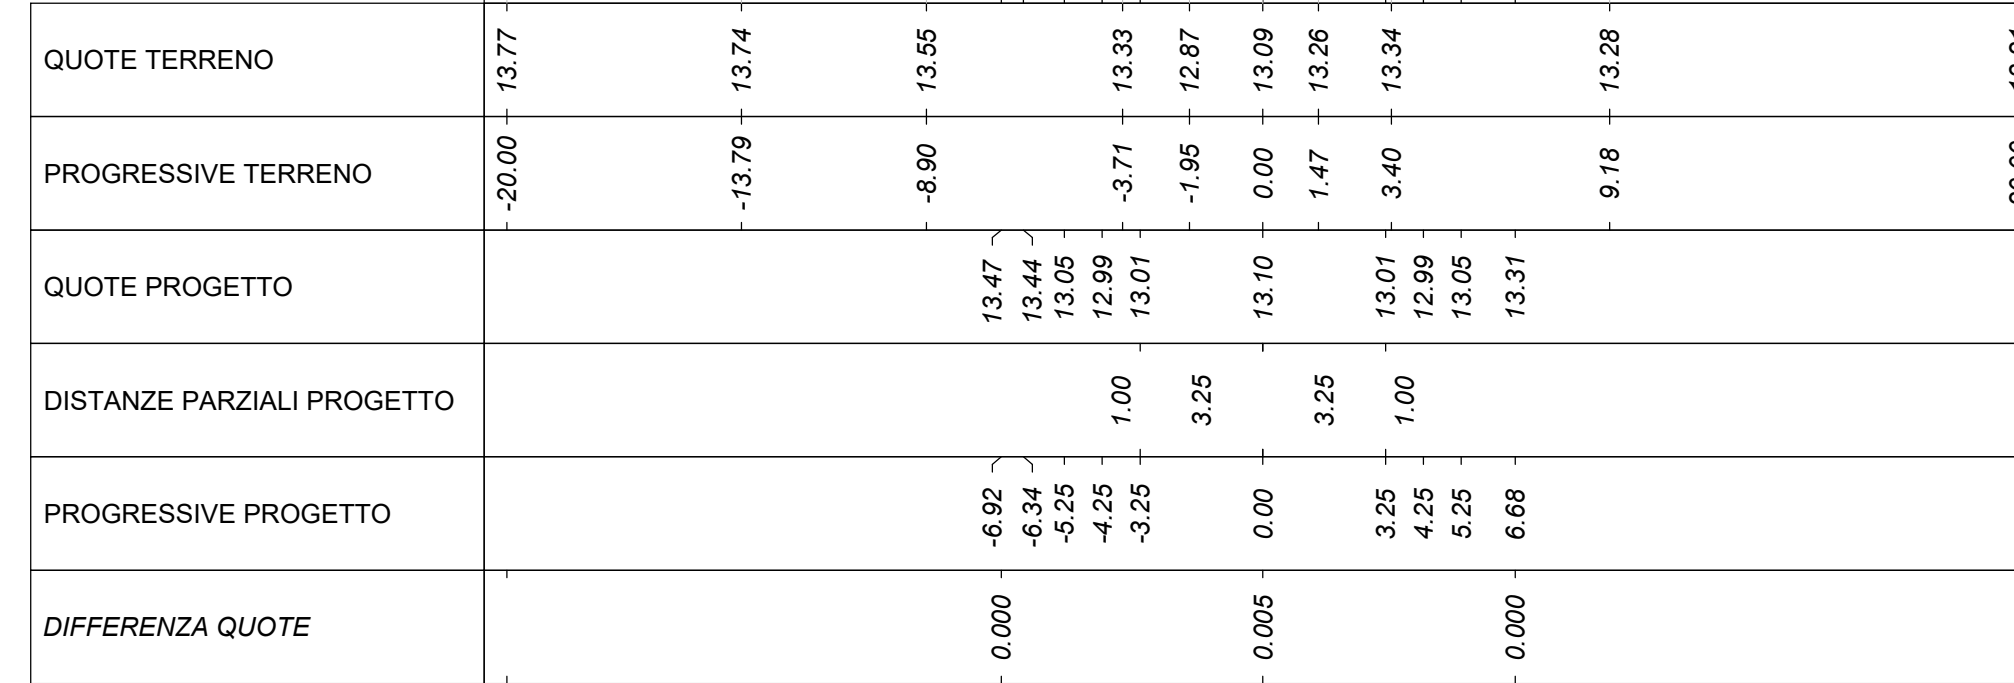 QUOTE TERRENO 13.77 13.74 13.55 13.33 12.87 13.09 13.26 13.34 13.28
PROGRESSIVE TERRENO -20.00 -13.79 -8.90 -3.71 -1.95 0.00 1.47 3.40 9.18
QUOTE PROGETTO 13.47 13.44 13.05 12.99 13.01 13.10 13.01 12.99 13.05 13.31
DISTANZE PARZIALI PROGETTO 1.00 3.25 3.25 1.00
PROGRESSIVE PROGETTO -6.92 -6.34 -5.25 -4.25 -3.25 0.00 3.25 4.25 5.25 6.68
DIFFERENZA QUOTE 0.000 0.005 0.000